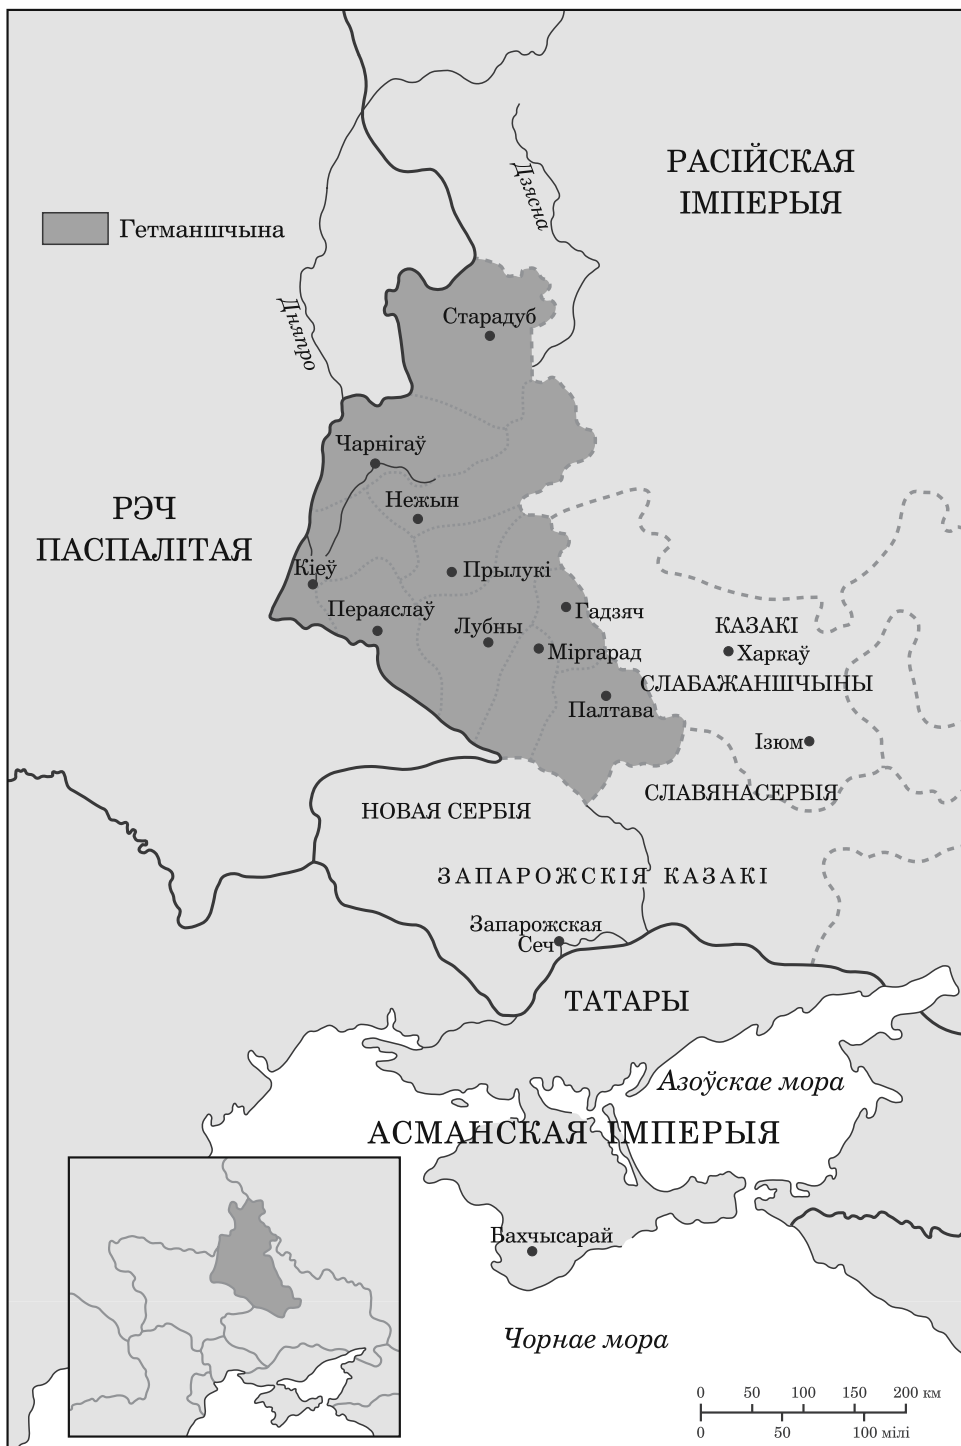 РАСІЙСКАЯ
ІМПЕРЫЯ
Дзясна
Гетманшчына
Дняпро
Старадуб
Чарнігаў
Нежын
РЭЧ
ПАСПАЛІТАЯ
Кіеў
Прылукі
Пераяслаў
Гадзяч
Лубны
Міргарад
КАЗАКІ
Харкаў
СЛАБАЖАНШЧЫНЫ
Палтава
Ізюм
СЛАВЯНАСЕРБІЯ
НОВАЯ СЕРБІЯ
ЗАПАРОЖСКІЯ КАЗАКІ
Запарожская
Сеч
ТАТАРЫ
Азоўскае мора
АСМАНСКАЯ ІМПЕРЫЯ
Бахчысарай
Чорнае мора
0 50 100 150 200 км
0 50 100 мілі